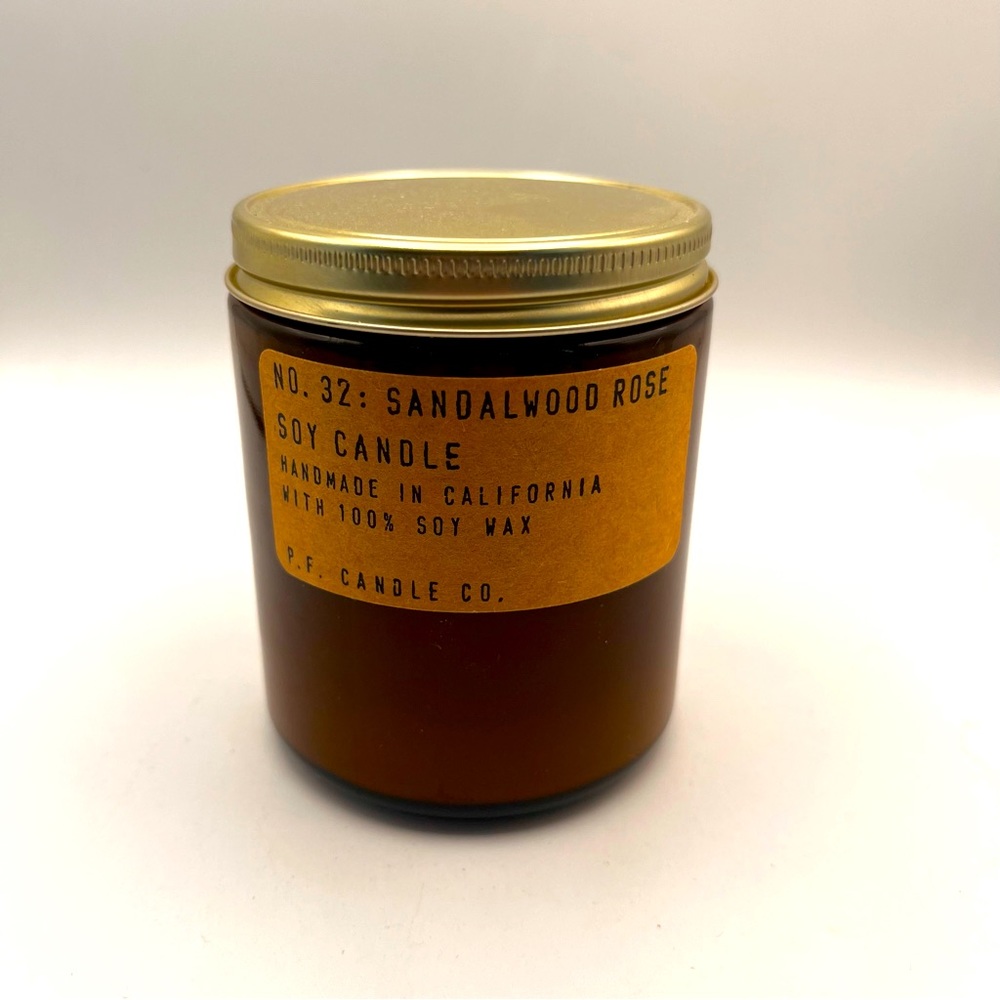 NO. 32: SANDALWOOD ROSE
SOY CANDLE
HANDMADE IN CALIFORNIA
WITH 100% SOY WAX
P.F. CANDLE CO.